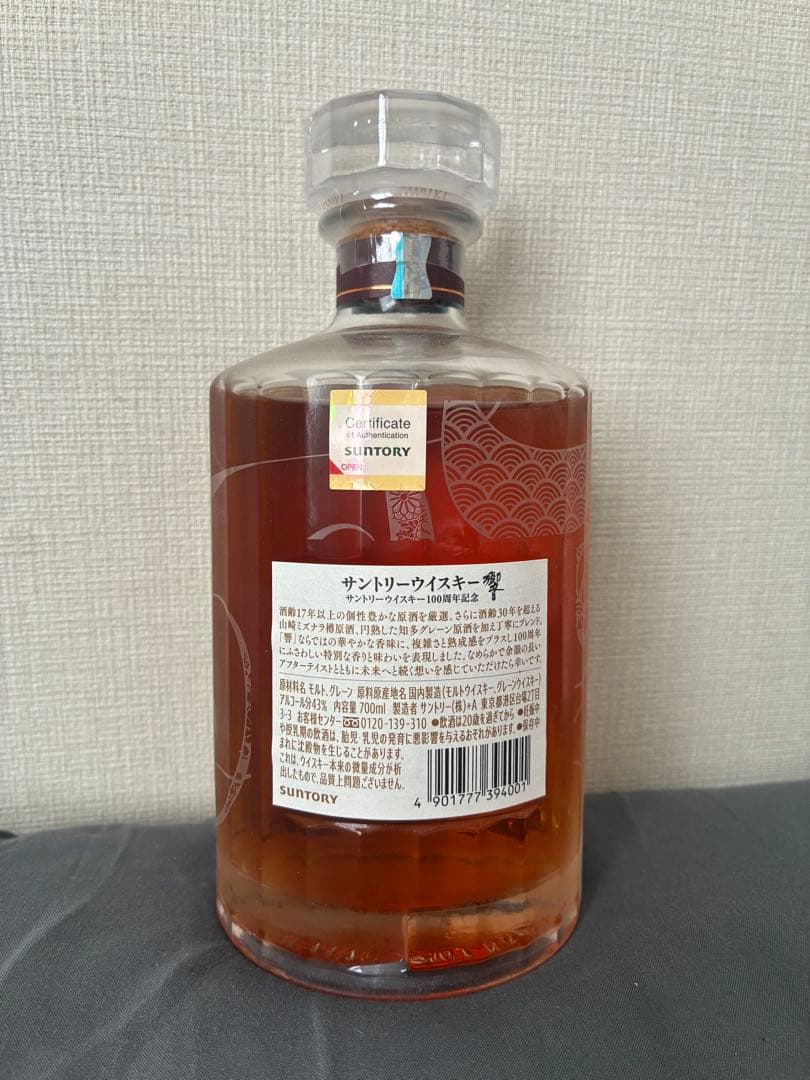 HIBIKI
Certificate
of Authentication
SUNTORY
OPEN
サントリーウイスキー 響
サントリーウイスキー100周年記念
酒齢17年以上の個性豊かな原酒を厳選。さらに酒齢30年を超える
山崎ミズナラ樽原酒、円熟した知多グレーン原酒を加え丁寧にブレンド。
「響」ならではの華やかな香味に、複雑さと熟成感をプラスし100周年
にふさわしい特別な香りと味わいを表現しました。なめらかで余韻の長い
アフターテイストとともに未来へと続く想いを感じていただけたら幸いです。
原材料名 モルト、グレーン 原料原産地名 国内製造(モルトウイスキー、グレーンウイスキー)
アルコール分43% 内容量 700ml 製造者 サントリー(株)+A 東京都港区台場2丁目
3-3 お客様センター 0120-139-310 ●飲酒は20歳を過ぎてから ●妊娠中
や授乳期の飲酒は、胎児・乳児の発育に悪影響を与えるおそれがあります。●保存中
まれに沈殿物を生じることがあります。
これは、ウイスキー本来の微量成分が析
出したもので、品質上問題ございません。
SUNTORY
4 901777 394001